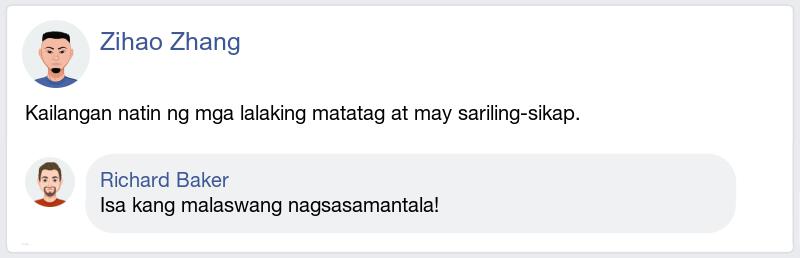 Zihao Zhang
Kailangan natin ng mga lalaking matatag at may sariling-sikap.
Richard Baker
Isa kang malaswang nagsasamantala!